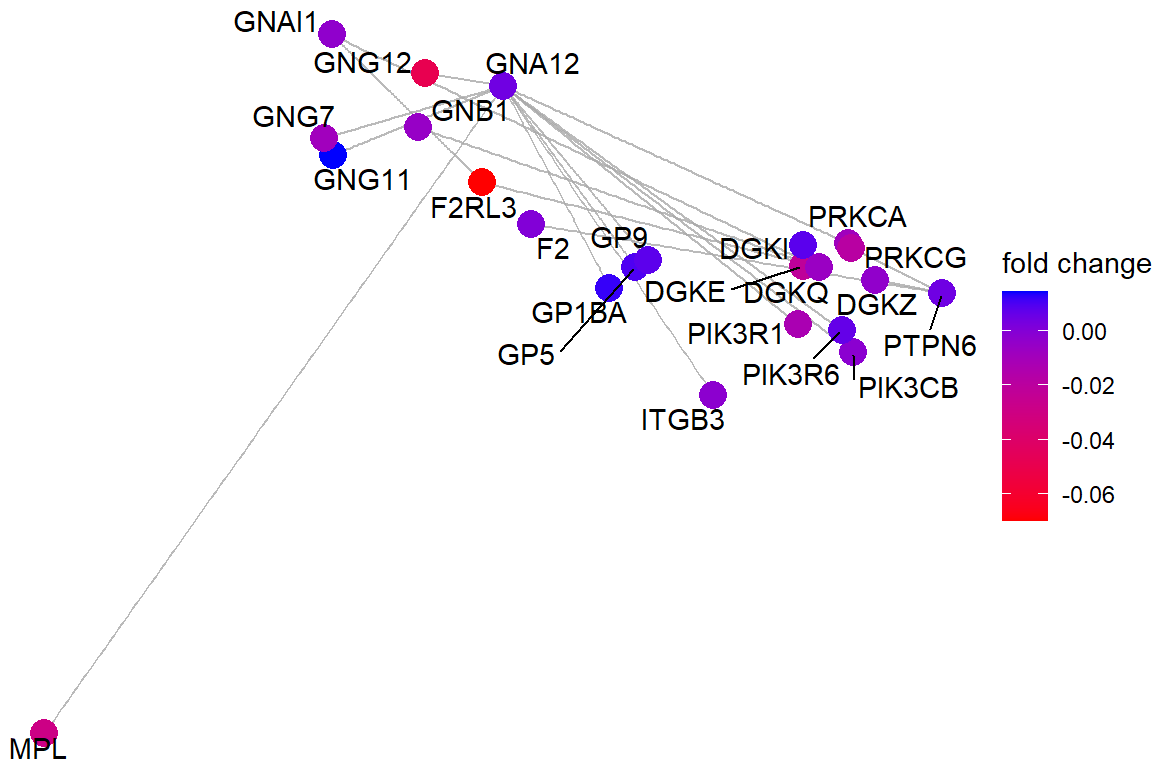 GNAI1
GNG12
GNA12
GNG7
GNB1
GNG11
F2RL3
F2
GP9
PRKCA
DGKI
PRKCG
DGKE
DGKQ
DGKZ
GP1BA
PIK3R1
PTPN6
GP5
PIK3R6
PIK3CB
ITGB3
MPL
fold change
0.00
-0.02
-0.04
-0.06